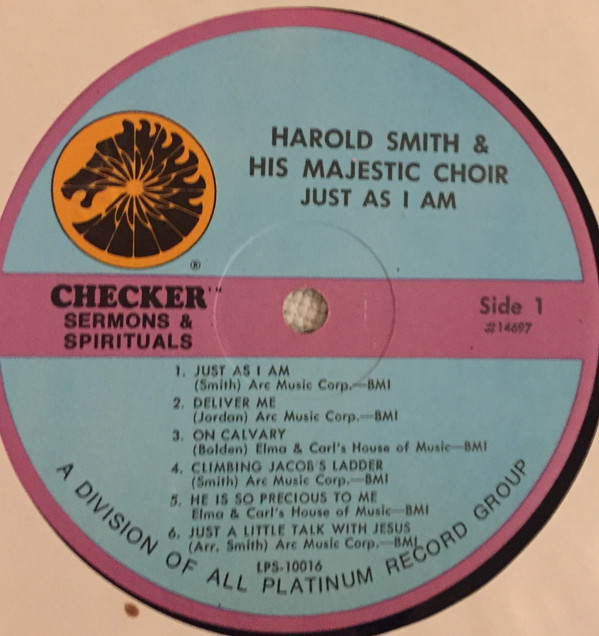 HAROLD SMITH &
HIS MAJESTIC CHOIR
JUST AS I AM
®
CHECKER™
SERMONS &
SPIRITUALS
Side 1
#14697
1. JUST AS I AM
(Smith) Arc Music Corp.—BMI
2. DELIVER ME
(Jordan) Arc Music Corp.—BMI
3. ON CALVARY
(Bolden) Elma & Carl's House of Music—BMI
4. CLIMBING JACOB'S LADDER
(Smith) Arc Music Corp.—BMI
5. HE IS SO PRECIOUS TO ME
Elma & Carl's House of Music—BMI
6. JUST A LITTLE TALK WITH JESUS
(Arr. Smith) Arc Music Corp.—BMI
LPS-10016
A DIVISION OF ALL PLATINUM RECORD GROUP